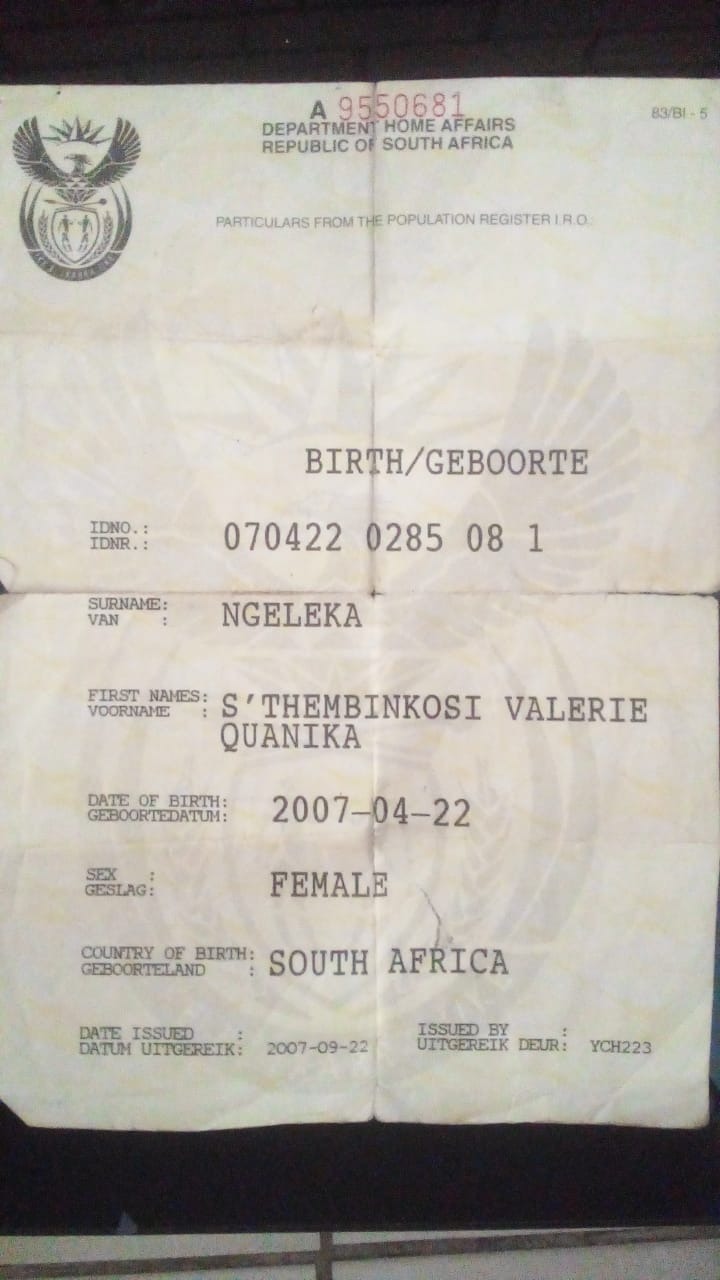 A 9550681
83/BI - 5
DEPARTMENT HOME AFFAIRS
REPUBLIC OF SOUTH AFRICA
PARTICULARS FROM THE POPULATION REGISTER I.R.O.:
BIRTH/GEBOORTE
IDNO.: 
IDNR.: 070422 0285 08 1
SURNAME:
VAN : NGELEKA
FIRST NAMES: S'THEMBINKOSI VALERIE
VOORNAME : QUANIKA
DATE OF BIRTH:
GEBOORTEDATUM: 2007-04-22
SEX :
GESLAG: FEMALE
COUNTRY OF BIRTH:
GEBOORTELAND : SOUTH AFRICA
DATE ISSUED :
DATUM UITGEREIK: 2007-09-22
ISSUED BY :
UITGEREIK DEUR: YCH223